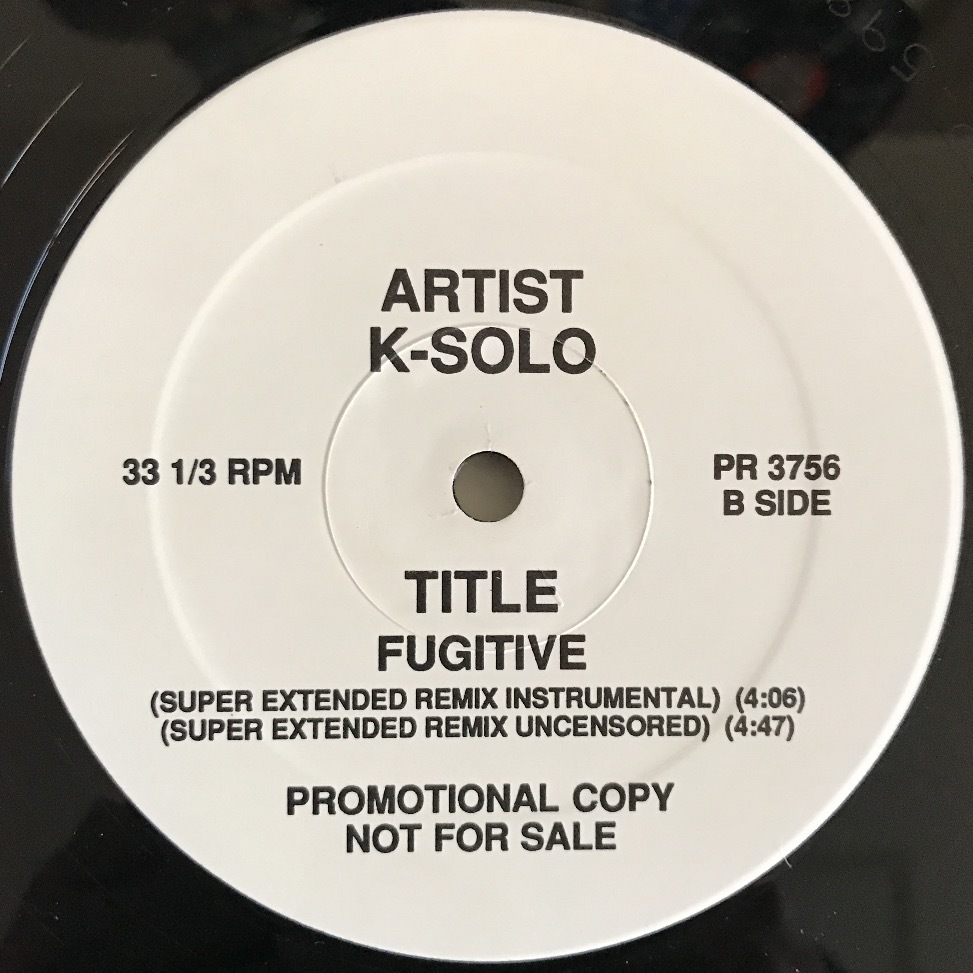 ARTIST
K-SOLO
33 1/3 RPM
PR 3756
B SIDE
TITLE
FUGITIVE
(SUPER EXTENDED REMIX INSTRUMENTAL) (4:06)
(SUPER EXTENDED REMIX UNCENSORED) (4:47)
PROMOTIONAL COPY
NOT FOR SALE